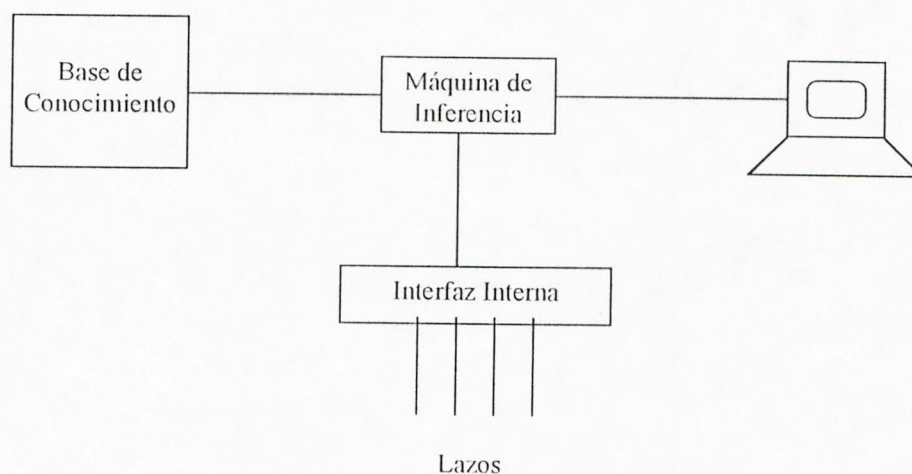 Base de
Conocimiento
Máquina de
Inferencia
Interfaz Interna
Lazos